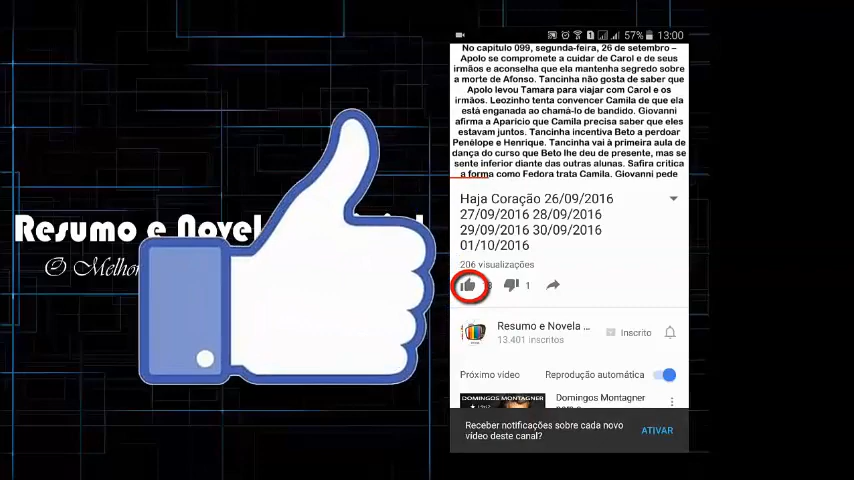 57% 13:00
No capítulo 099, segunda-feira, 26 de setembro –
Apolo se compromete a cuidar de Carol e de seus
irmãos e aconselha que ela mantenha segredo sobre
a morte de Afonso. Tancinha não gosta de saber que
Apolo levou Tamara para viajar com Carol e os
irmãos. Leozinho tenta convencer Camila de que ela
está enganada ao chamá-lo de bandido. Giovanni
afirma a Aparício que Camila precisa saber que eles
estavam juntos. Tancinha incentiva Beto a perdoar
Penélope e Henrique. Tancinha vai à primeira aula de
dança do curso que Beto lhe deu de presente, mas se
sente inferior diante das outras alunas. Safira critica
a forma como Fedora trata Camila. Giovanni pede
Resumo e Novel
O Melhor
Haja Coração 26/09/2016
27/09/2016 28/09/2016
29/09/2016 30/09/2016
01/10/2016
206 visualizações
1
Resumo e Novela ...
Inscrito
13.401 inscritos
Próximo vídeo
Reprodução automática
DOMINGOS MONTAGNER
Domingos Montagner
Receber notificações sobre cada novo
vídeo deste canal?
ATIVAR